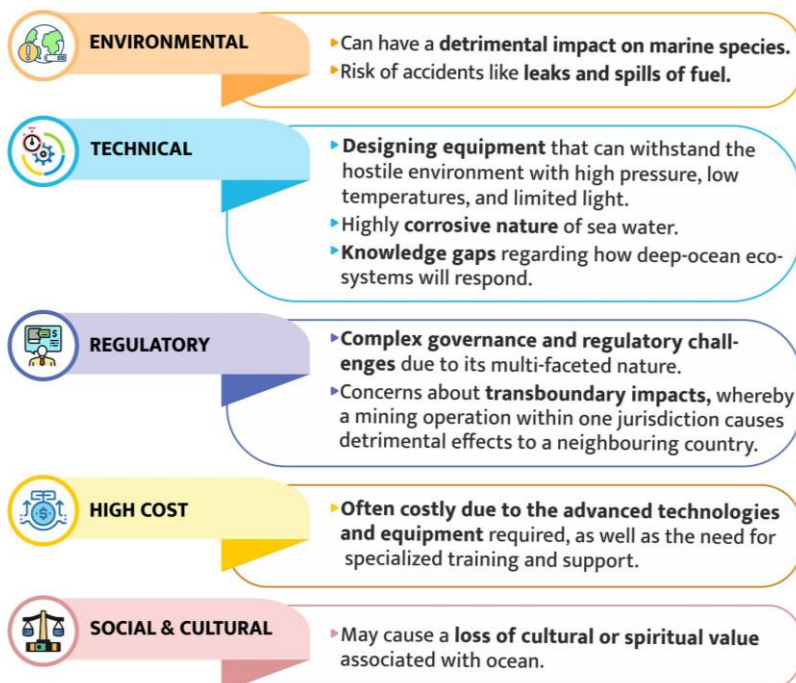 ENVIRONMENTAL
▸Can have a detrimental impact on marine species.
▸Risk of accidents like leaks and spills of fuel.
TECHNICAL
▸Designing equipment that can withstand the
hostile environment with high pressure, low
temperatures, and limited light.
▸Highly corrosive nature of sea water.
▸Knowledge gaps regarding how deep-ocean eco-
systems will respond.
REGULATORY
▸Complex governance and regulatory chall-
enges due to its multi-faceted nature.
▸Concerns about transboundary impacts, whereby
a mining operation within one jurisdiction causes
detrimental effects to a neighbouring country.
HIGH COST
▸Often costly due to the advanced technologies
and equipment required, as well as the need for
specialized training and support.
SOCIAL & CULTURAL
▸May cause a loss of cultural or spiritual value
associated with ocean.